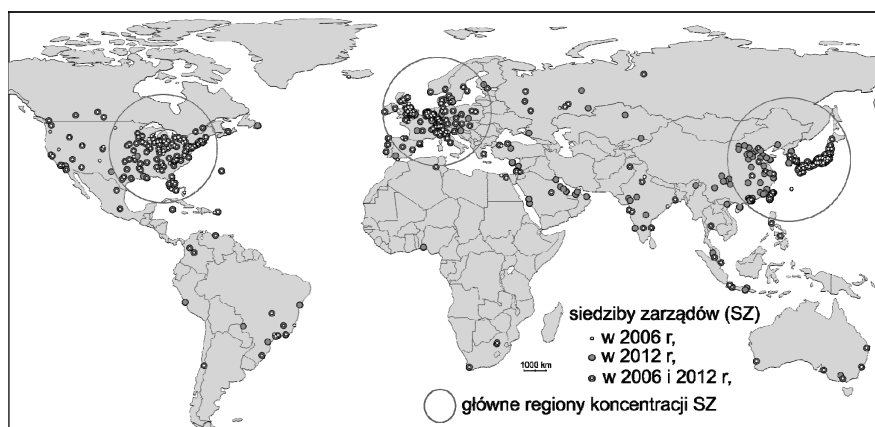 siedziby zarządów (SZ)
w 2006 r,
w 2012 r,
w 2006 i 2012 r,
1000 km
główne regiony koncentracji SZ